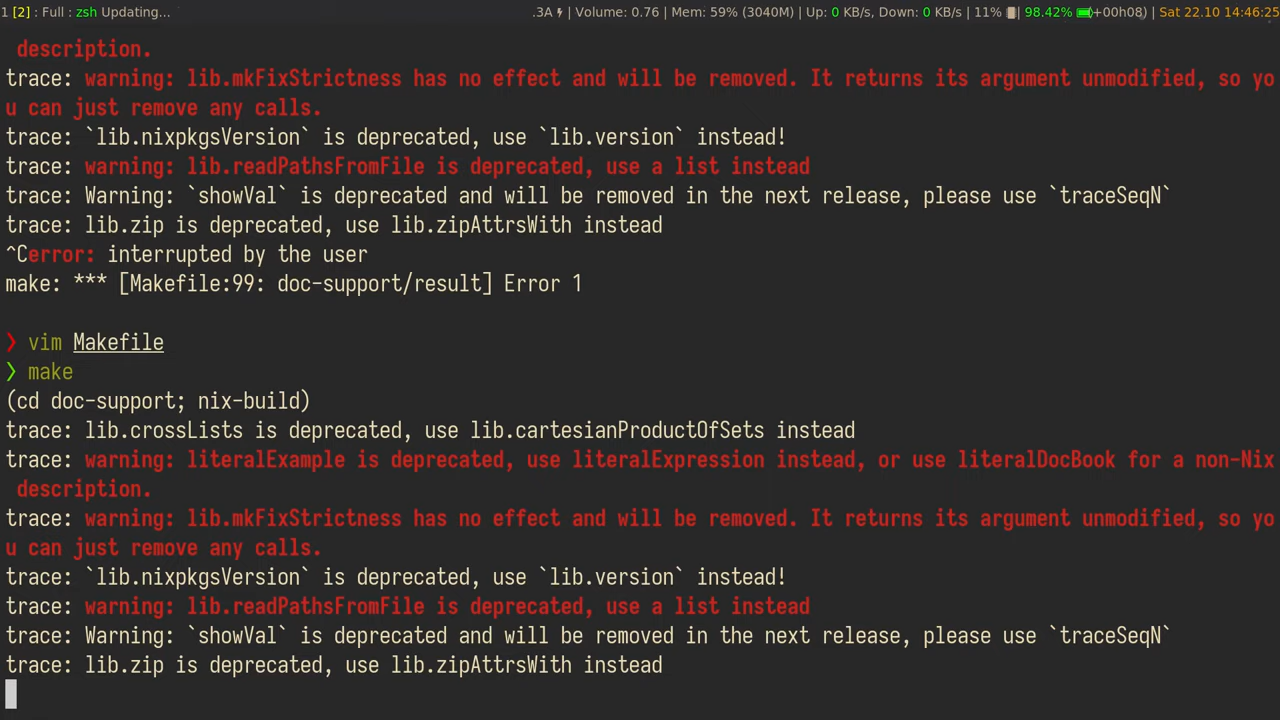 1 [2] : Full : zsh Updating... .3A | Volume: 0.76 | Mem: 59% (3040M) | Up: 0 KB/s, Down: 0 KB/s | 11% | 98.42% +00h08) | Sat 22.10 14:46:25
description.
trace: warning: lib.mkFixStrictness has no effect and will be removed. It returns its argument unmodified, so yo
u can just remove any calls.
trace: `lib.nixpkgsVersion` is deprecated, use `lib.version` instead!
trace: warning: lib.readPathsFromFile is deprecated, use a list instead
trace: Warning: `showVal` is deprecated and will be removed in the next release, please use `traceSeqN`
trace: lib.zip is deprecated, use lib.zipAttrsWith instead
^Cerror: interrupted by the user
make: *** [Makefile:99: doc-support/result] Error 1
❯ vim Makefile
❯ make
(cd doc-support; nix-build)
trace: lib.crossLists is deprecated, use lib.cartesianProductOfSets instead
trace: warning: literalExample is deprecated, use literalExpression instead, or use literalDocBook for a non-Nix
description.
trace: warning: lib.mkFixStrictness has no effect and will be removed. It returns its argument unmodified, so yo
u can just remove any calls.
trace: `lib.nixpkgsVersion` is deprecated, use `lib.version` instead!
trace: warning: lib.readPathsFromFile is deprecated, use a list instead
trace: Warning: `showVal` is deprecated and will be removed in the next release, please use `traceSeqN`
trace: lib.zip is deprecated, use lib.zipAttrsWith instead